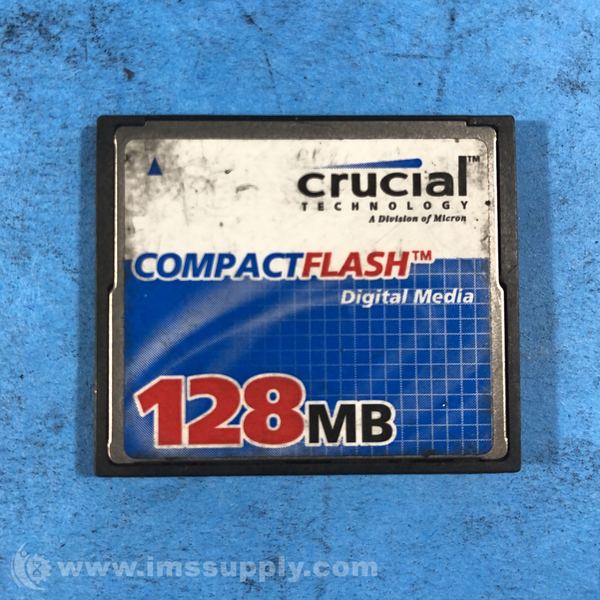 crucial™
TECHNOLOGY
A Division of Micron
COMPACTFLASH™
Digital Media
128MB
www.imssupply.com